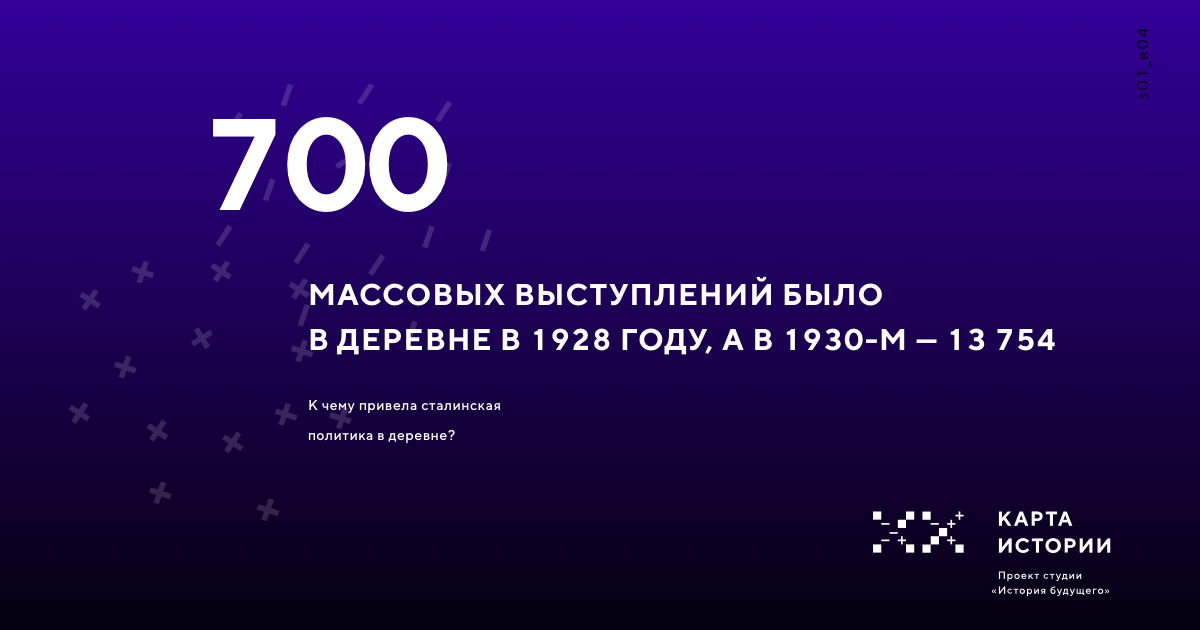 s01_e04
700
МАССОВЫХ ВЫСТУПЛЕНИЙ БЫЛО
В ДЕРЕВНЕ В 1928 ГОДУ, А В 1930-М — 13 754
К чему привела сталинская
политика в деревне?
КАРТА
ИСТОРИИ
Проект студии
«История будущего»